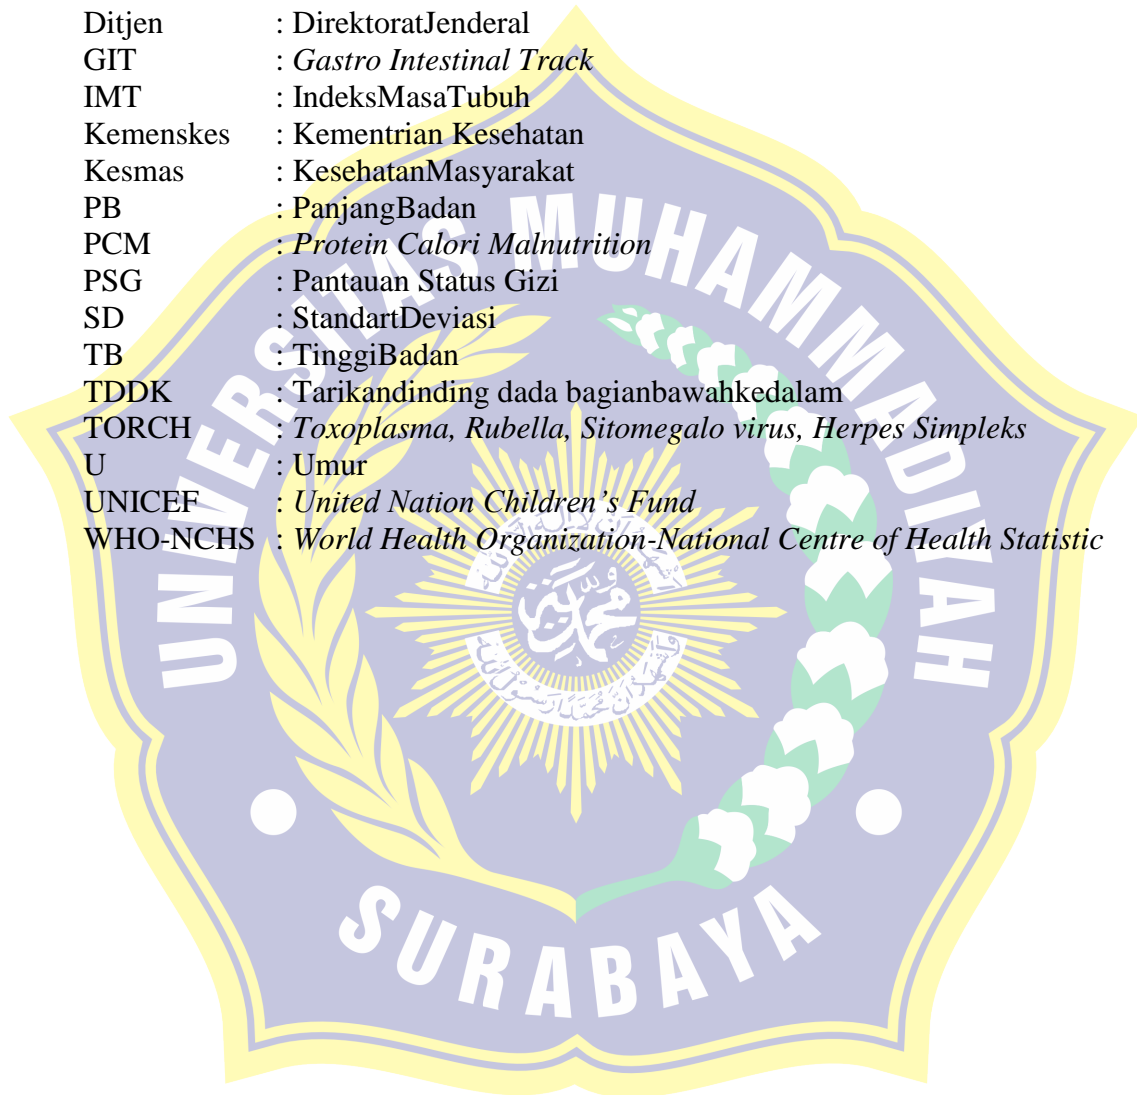 Ditjen : DirektoratJenderal
GIT : Gastro Intestinal Track
IMT : IndeksMasaTubuh
Kemenskes : Kementrian Kesehatan
Kesmas : KesehatanMasyarakat
PB : PanjangBadan
PCM : Protein Calori Malnutrition
PSG : Pantauan Status Gizi
SD : StandartDeviasi
TB : TinggiBadan
TDDK : Tarikandinding dada bagianbawahkedalam
TORCH : Toxoplasma, Rubella, Sitomegalo virus, Herpes Simpleks
U : Umur
UNICEF : United Nation Children’s Fund
WHO-NCHS : World Health Organization-National Centre of Health Statistic
UNIVERSITAS MUHAMMADIYAH
SURABAYA